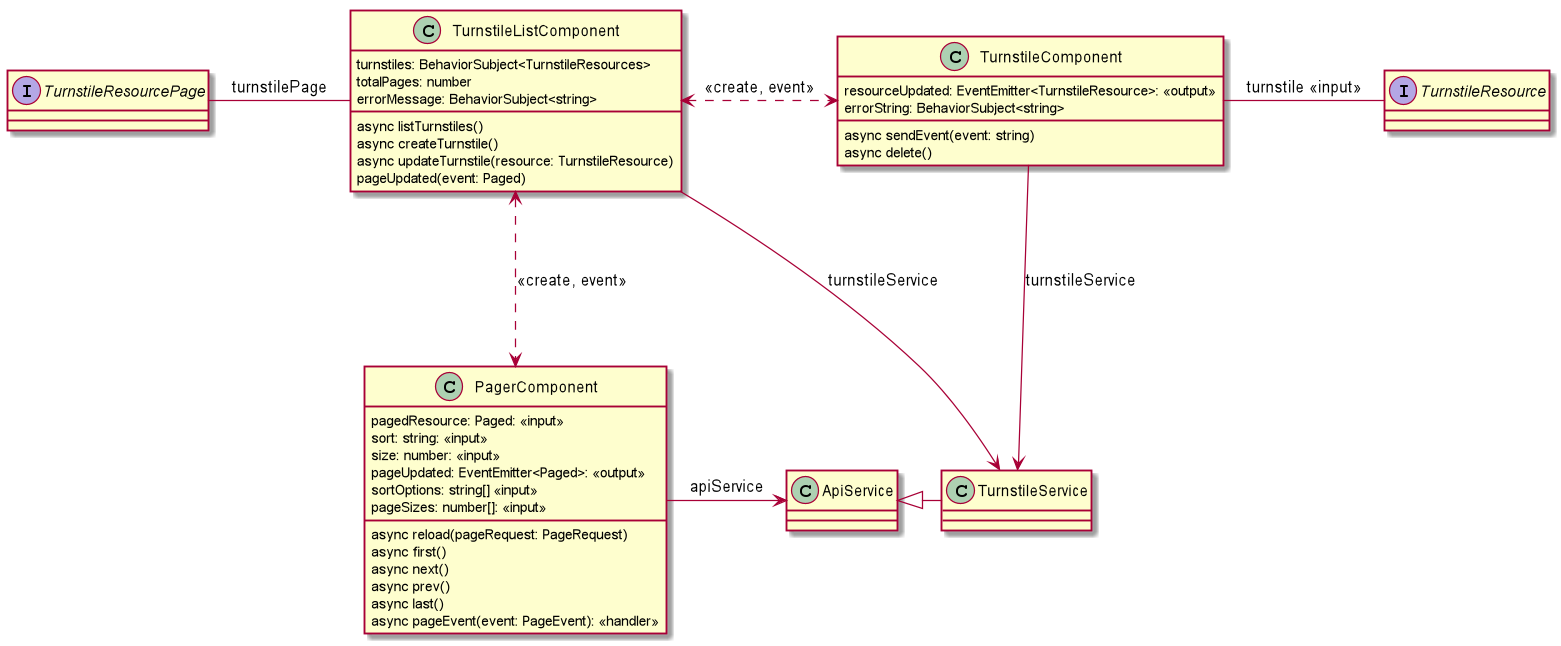 C TurnstileListComponent
turnstiles: BehaviorSubject<TurnstileResources>
totalPages: number
errorMessage: BehaviorSubject<string>
async listTurnstiles()
async createTurnstile()
async updateTurnstile(resource: TurnstileResource)
pageUpdated(event: Paged)
I TurnstileResourcePage
turnstilePage
«create, event»
C TurnstileComponent
resourceUpdated: EventEmitter<TurnstileResource>: «output»
errorString: BehaviorSubject<string>
async sendEvent(event: string)
async delete()
turnstile «input»
I TurnstileResource
«create, event»
turnstileService
turnstileService
C PagerComponent
pagedResource: Paged: «input»
sort: string: «input»
size: number: «input»
pageUpdated: EventEmitter<Paged>: «output»
sortOptions: string[] «input»
pageSizes: number[]: «input»
async reload(pageRequest: PageRequest)
async first()
async next()
async prev()
async last()
async pageEvent(event: PageEvent): «handler»
apiService
C ApiService
C TurnstileService